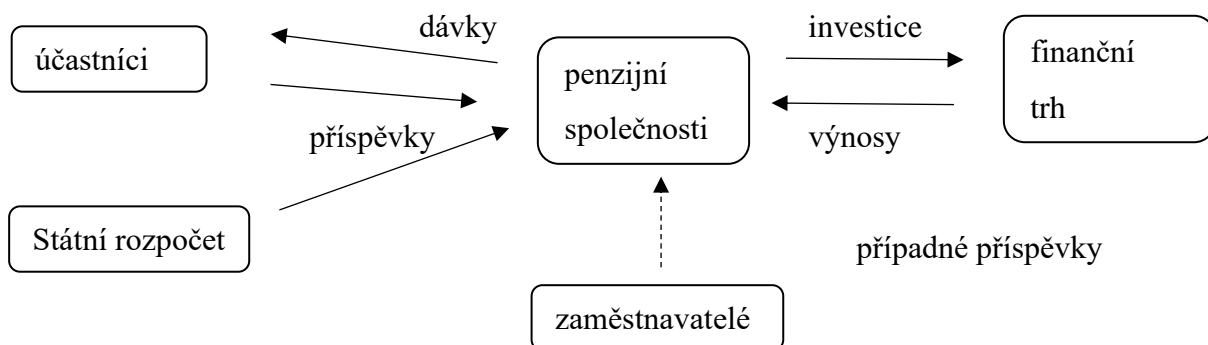 dávky
investice
účastníci
penzijní
společnosti
finanční
trh
příspěvky
výnosy
Státní rozpočet
případné příspěvky
zaměstnavatelé